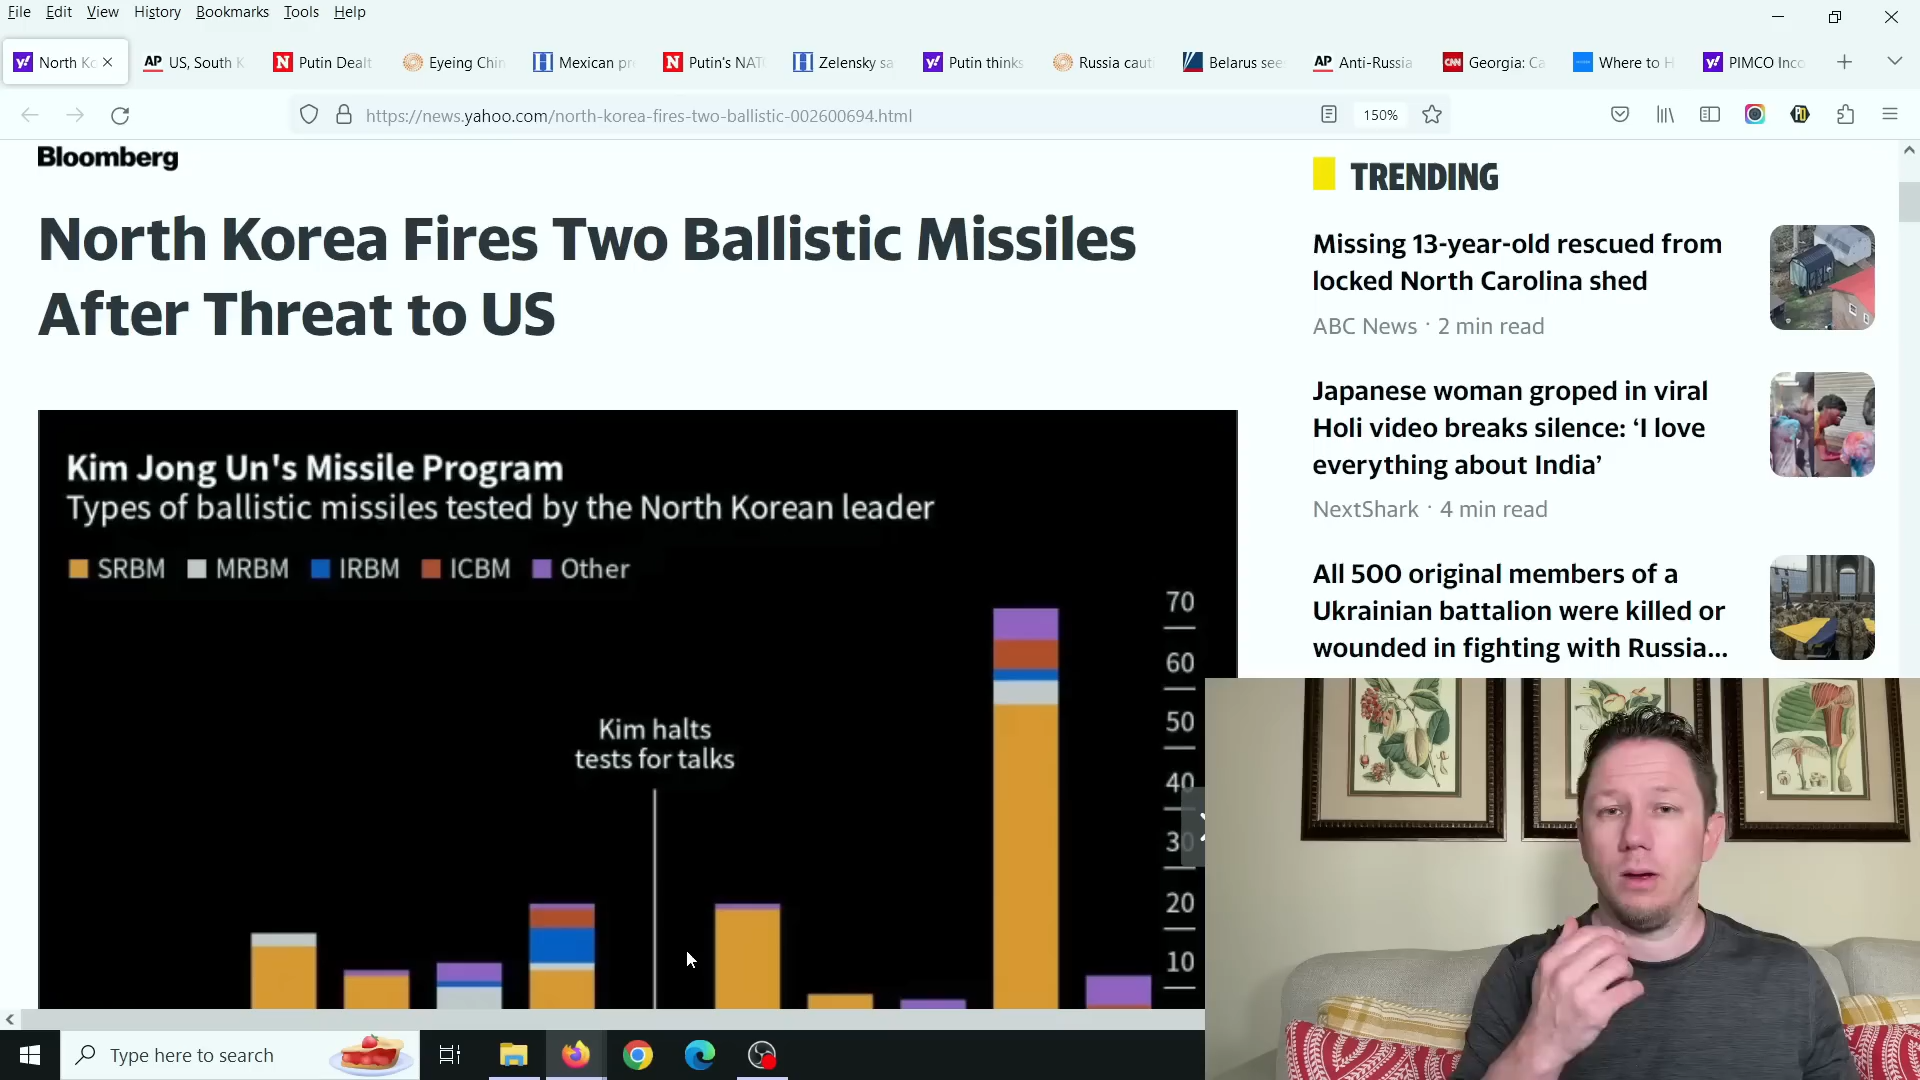 File Edit View History Bookmarks Tools Help
North Ko
AP US, South K
N Putin Dealt
Eyeing Chin
H Mexican pr
N Putin's NAT
H Zelensky sa
y! Putin thinks
Russia cauti
Belarus see
AP Anti-Russia
CNN Georgia: Ca
Where to H
y! PIMCO Inco
https://news.yahoo.com/north-korea-fires-two-ballistic-002600694.html
150%
Bloomberg
North Korea Fires Two Ballistic Missiles
After Threat to US
Kim Jong Un's Missile Program
Types of ballistic missiles tested by the North Korean leader
SRBM MRBM IRBM ICBM Other
70
60
50
40
30
20
10
Kim halts
tests for talks
TRENDING
Missing 13-year-old rescued from
locked North Carolina shed
ABC News · 2 min read
Japanese woman groped in viral
Holi video breaks silence: ‘I love
everything about India’
NextShark · 4 min read
All 500 original members of a
Ukrainian battalion were killed or
wounded in fighting with Russia...
Type here to search